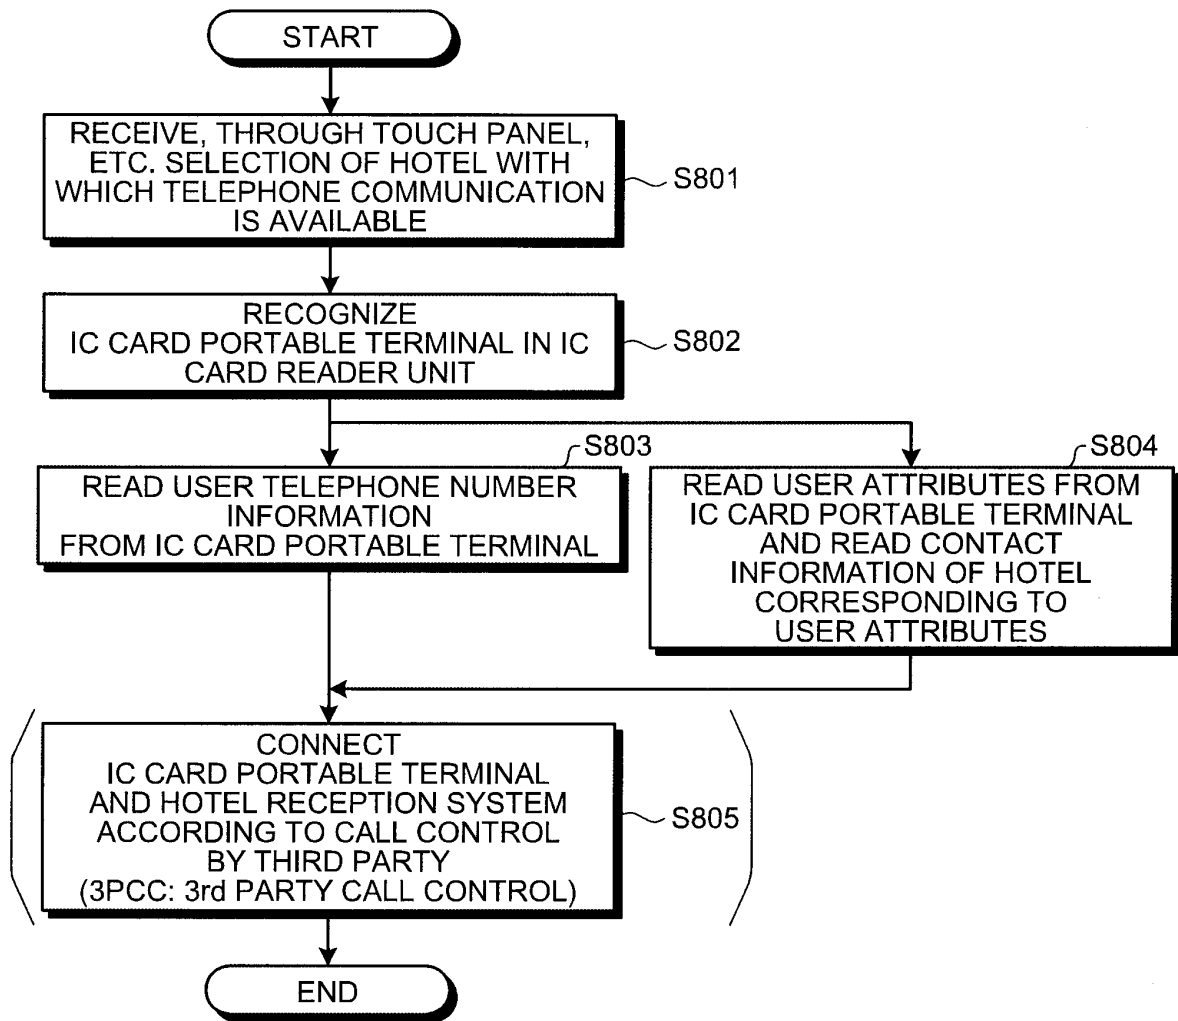 START
RECEIVE, THROUGH TOUCH PANEL,
ETC. SELECTION OF HOTEL WITH
WHICH TELEPHONE COMMUNICATION
IS AVAILABLE
S801
RECOGNIZE
IC CARD PORTABLE TERMINAL IN IC
CARD READER UNIT
S802
S803
READ USER TELEPHONE NUMBER
INFORMATION
FROM IC CARD PORTABLE TERMINAL
S804
READ USER ATTRIBUTES FROM
IC CARD PORTABLE TERMINAL
AND READ CONTACT
INFORMATION OF HOTEL
CORRESPONDING TO
USER ATTRIBUTES
CONNECT
IC CARD PORTABLE TERMINAL
AND HOTEL RECEPTION SYSTEM
ACCORDING TO CALL CONTROL
BY THIRD PARTY
(3PCC: 3rd PARTY CALL CONTROL)
S805
END